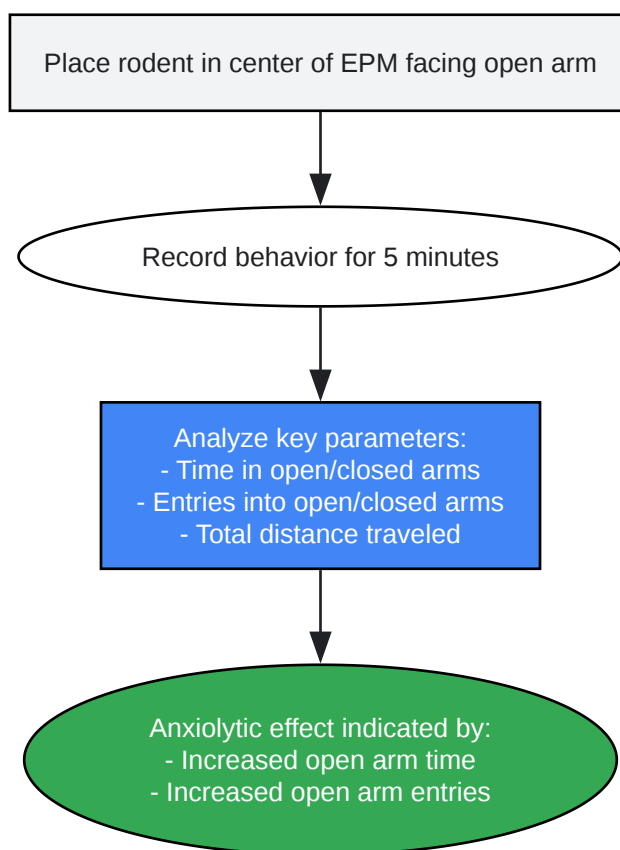 Place rodent in center of EPM facing open arm
Record behavior for 5 minutes
Analyze key parameters:
- Time in open/closed arms
- Entries into open/closed arms
- Total distance traveled
Anxiolytic effect indicated by:
- Increased open arm time
- Increased open arm entries